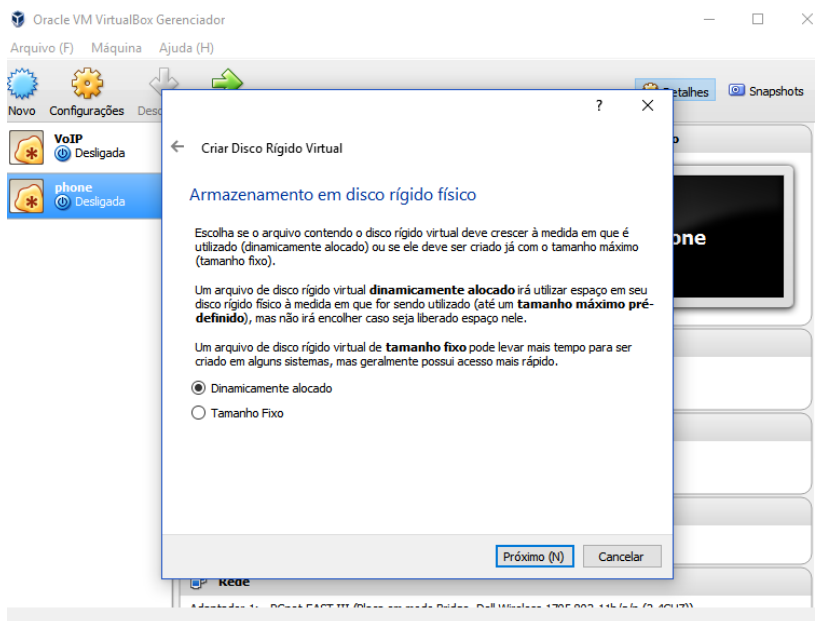 Oracle VM VirtualBox Gerenciador
Arquivo (F) Máquina Ajuda (H)
Novo Configurações Snapshots
VoIP
Desligada
phone
Desligada
?
Criar Disco Rígido Virtual
Armazenamento em disco rígido físico
Escolha se o arquivo contendo o disco rígido virtual deve crescer à medida em que é
utilizado (dinamicamente alocado) ou se ele deve ser criado já com o tamanho máximo
(tamanho fixo).
Um arquivo de disco rígido virtual dinamicamente alocado irá utilizar espaço em seu
disco rígido físico à medida em que for sendo utilizado (até um tamanho máximo pré-
definido), mas não irá encolher caso seja liberado espaço nele.
Um arquivo de disco rígido virtual de tamanho fixo pode levar mais tempo para ser
criado em alguns sistemas, mas geralmente possui acesso mais rápido.
Dinamicamente alocado
Tamanho Fixo
Próximo (N) Cancelar
Rede